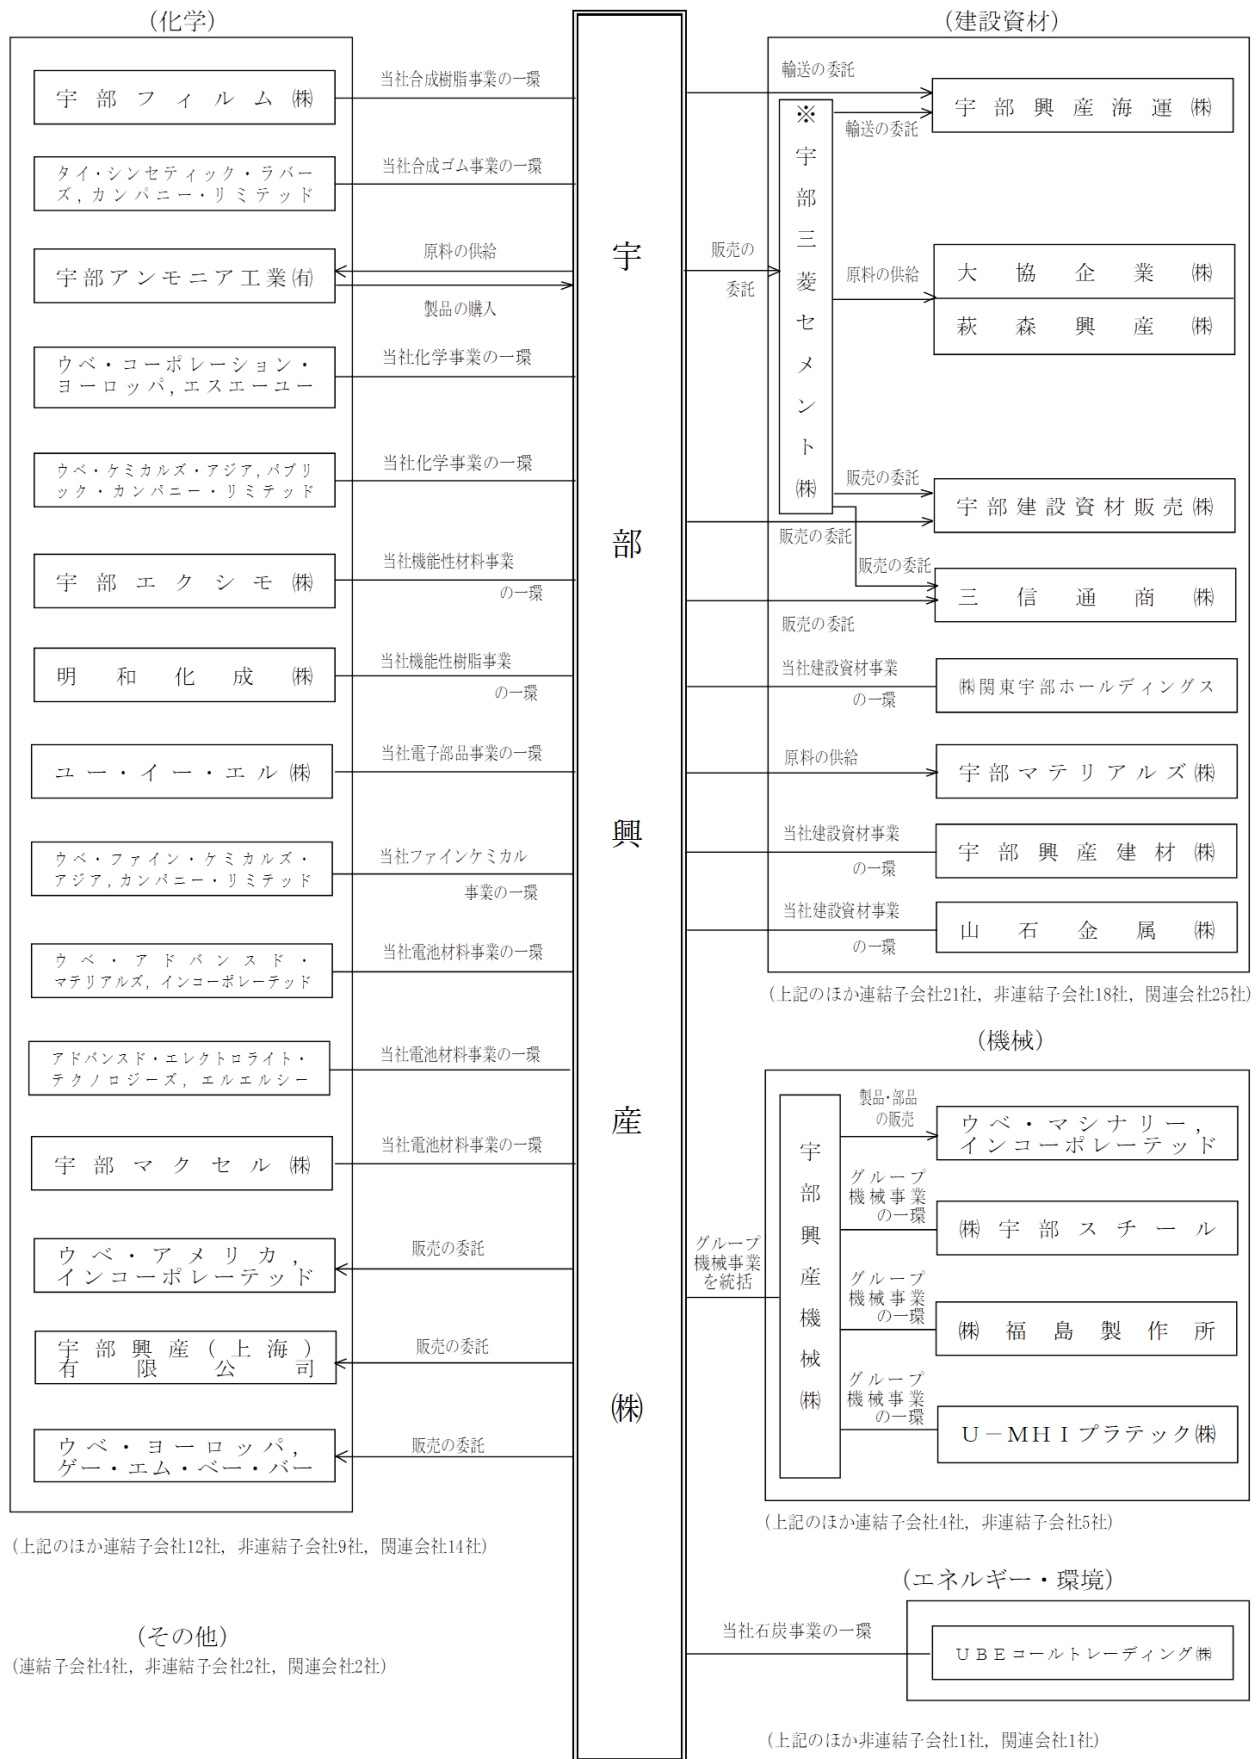 (化学)
宇部フィルム㈱
当社合成樹脂事業の一環
タイ・シンセティック・ラバー
ズ,カンパニー・リミテッド
当社合成ゴム事業の一環
宇部アンモニア工業㈲
原料の供給
製品の購入
ウベ・コーポレーション・
ヨーロッパ,エスエーユー
当社化学事業の一環
ウベ・ケミカルズ・アジア,パブリ
ック・カンパニー・リミテッド
当社化学事業の一環
宇部エクシモ㈱
当社機能性材料事業
の一環
明和化成㈱
当社機能性樹脂事業
の一環
ユー・イー・エル㈱
当社電子部品事業の一環
ウベ・ファイン・ケミカルズ・
アジア,カンパニー・リミテッド
当社ファインケミカル
事業の一環
ウベ・アドバンスド・
マテリアルズ,インコーポレーテッド
当社電池材料事業の一環
アドバンスド・エレクトロライト・
テクノロジーズ,エルエルシー
当社電池材料事業の一環
宇部マクセル㈱
当社電池材料事業の一環
ウベ・アメリカ,
インコーポレーテッド
販売の委託
宇部興産(上海)
有限公司
販売の委託
ウベ・ヨーロッパ,
ゲー・エム・ベー・バー
販売の委託
(上記のほか連結子会社12社,非連結子会社9社,関連会社14社)
(その他)
(連結子会社4社,非連結子会社2社,関連会社2社)
宇部興産㈱
(建設資材)
輸送の委託
宇部興産海運㈱
輸送の委託
※宇部三菱セメント㈱
販売の
委託
原料の供給
大協企業㈱
萩森興産㈱
販売の委託
宇部建設資材販売㈱
販売の委託
販売の委託
三信通商㈱
販売の委託
当社建設資材事業
の一環
㈱関東宇部ホールディングス
原料の供給
宇部マテリアルズ㈱
当社建設資材事業
の一環
宇部興産建材㈱
当社建設資材事業
の一環
山石金属㈱
(上記のほか連結子会社21社,非連結子会社18社,関連会社25社)
(機械)
グループ
機械事業
を統括
宇部興産機械㈱
製品・部品
の販売
ウベ・マシナリー,
インコーポレーテッド
グループ
機械事業
の一環
㈱宇部スチール
グループ
機械事業
の一環
㈱福島製作所
グループ
機械事業
の一環
U－MHIプラテック㈱
(上記のほか連結子会社4社,非連結子会社5社)
(エネルギー・環境)
当社石炭事業の一環
UBEコールトレーディング㈱
(上記のほか非連結子会社1社,関連会社1社)